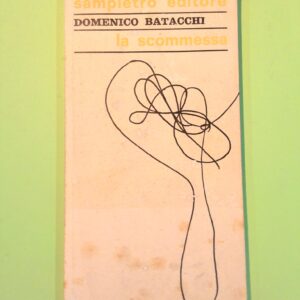 sampietro editore
DOMENICO BATACCHI
la scommessa